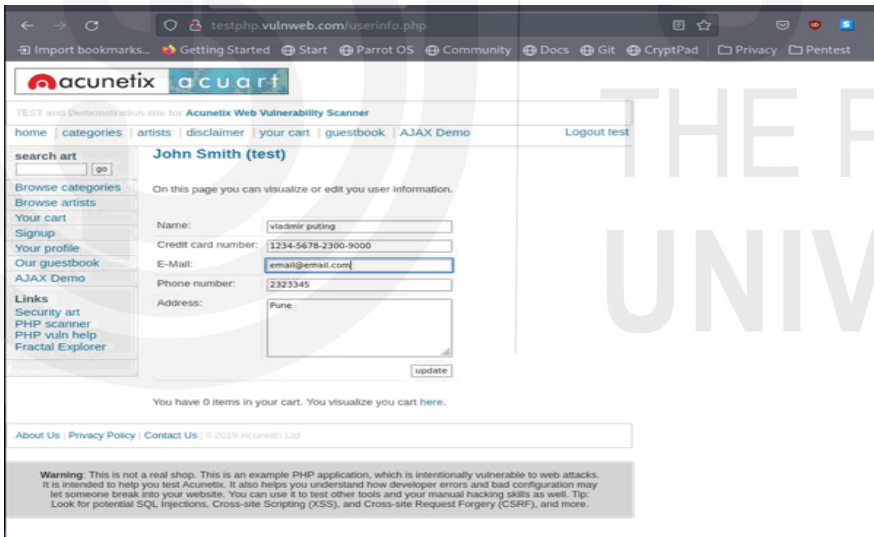 testphp.vulnweb.com/userinfo.php
Import bookmarks... Getting Started Start Parrot OS Community Docs Git CryptPad Privacy Pentest
acunetix acuart
TEST and Demonstration site for Acunetix Web Vulnerability Scanner
home | categories | artists | disclaimer | your cart | guestbook | AJAX Demo Logout test
search art
go
Browse categories
Browse artists
Your cart
Signup
Your profile
Our guestbook
AJAX Demo
Links
Security art
PHP scanner
PHP vuln help
Fractal Explorer
John Smith (test)
On this page you can visualize or edit you user information.
Name: vladmir puting
Credit card number: 1234-5678-2300-9000
E-Mail: email@email.com
Phone number: 2323345
Address: Pune
update
You have 0 items in your cart. You visualize you cart here.
About Us | Privacy Policy | Contact Us | ©2019 Acunetix Ltd
Warning: This is not a real shop. This is an example PHP application, which is intentionally vulnerable to web attacks.
It is intended to help you test Acunetix. It also helps you understand how developer errors and bad configuration may
let someone break into your website. You can use it to test other tools and your manual hacking skills as well. Tip:
Look for potential SQL Injections, Cross-site Scripting (XSS), and Cross-site Request Forgery (CSRF), and more.
THE P
UNIV